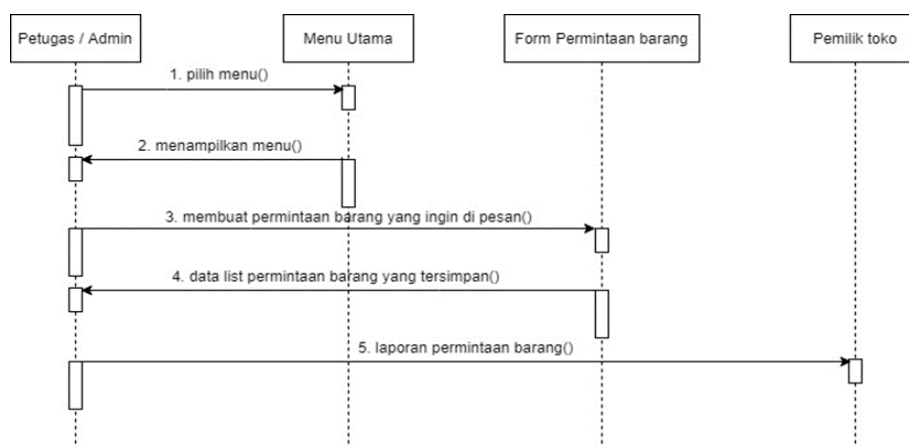 Petugas / Admin
Menu Utama
Form Permintaan barang
Pemilik toko
1. pilih menu()
2. menampilkan menu()
3. membuat permintaan barang yang ingin di pesan()
4. data list permintaan barang yang tersimpan()
5. laporan permintaan barang()